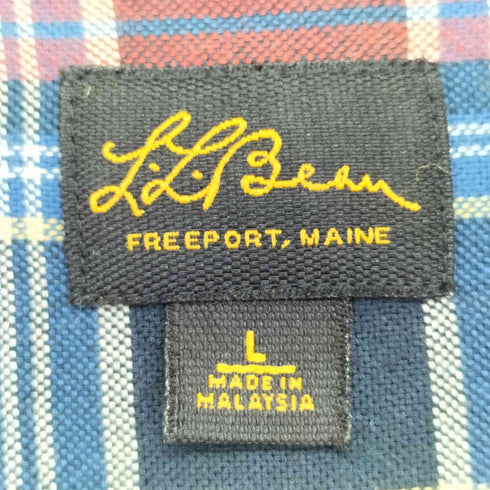 L.L.Bean
FREEPORT, MAINE
L
MADE IN
MALAYSIA